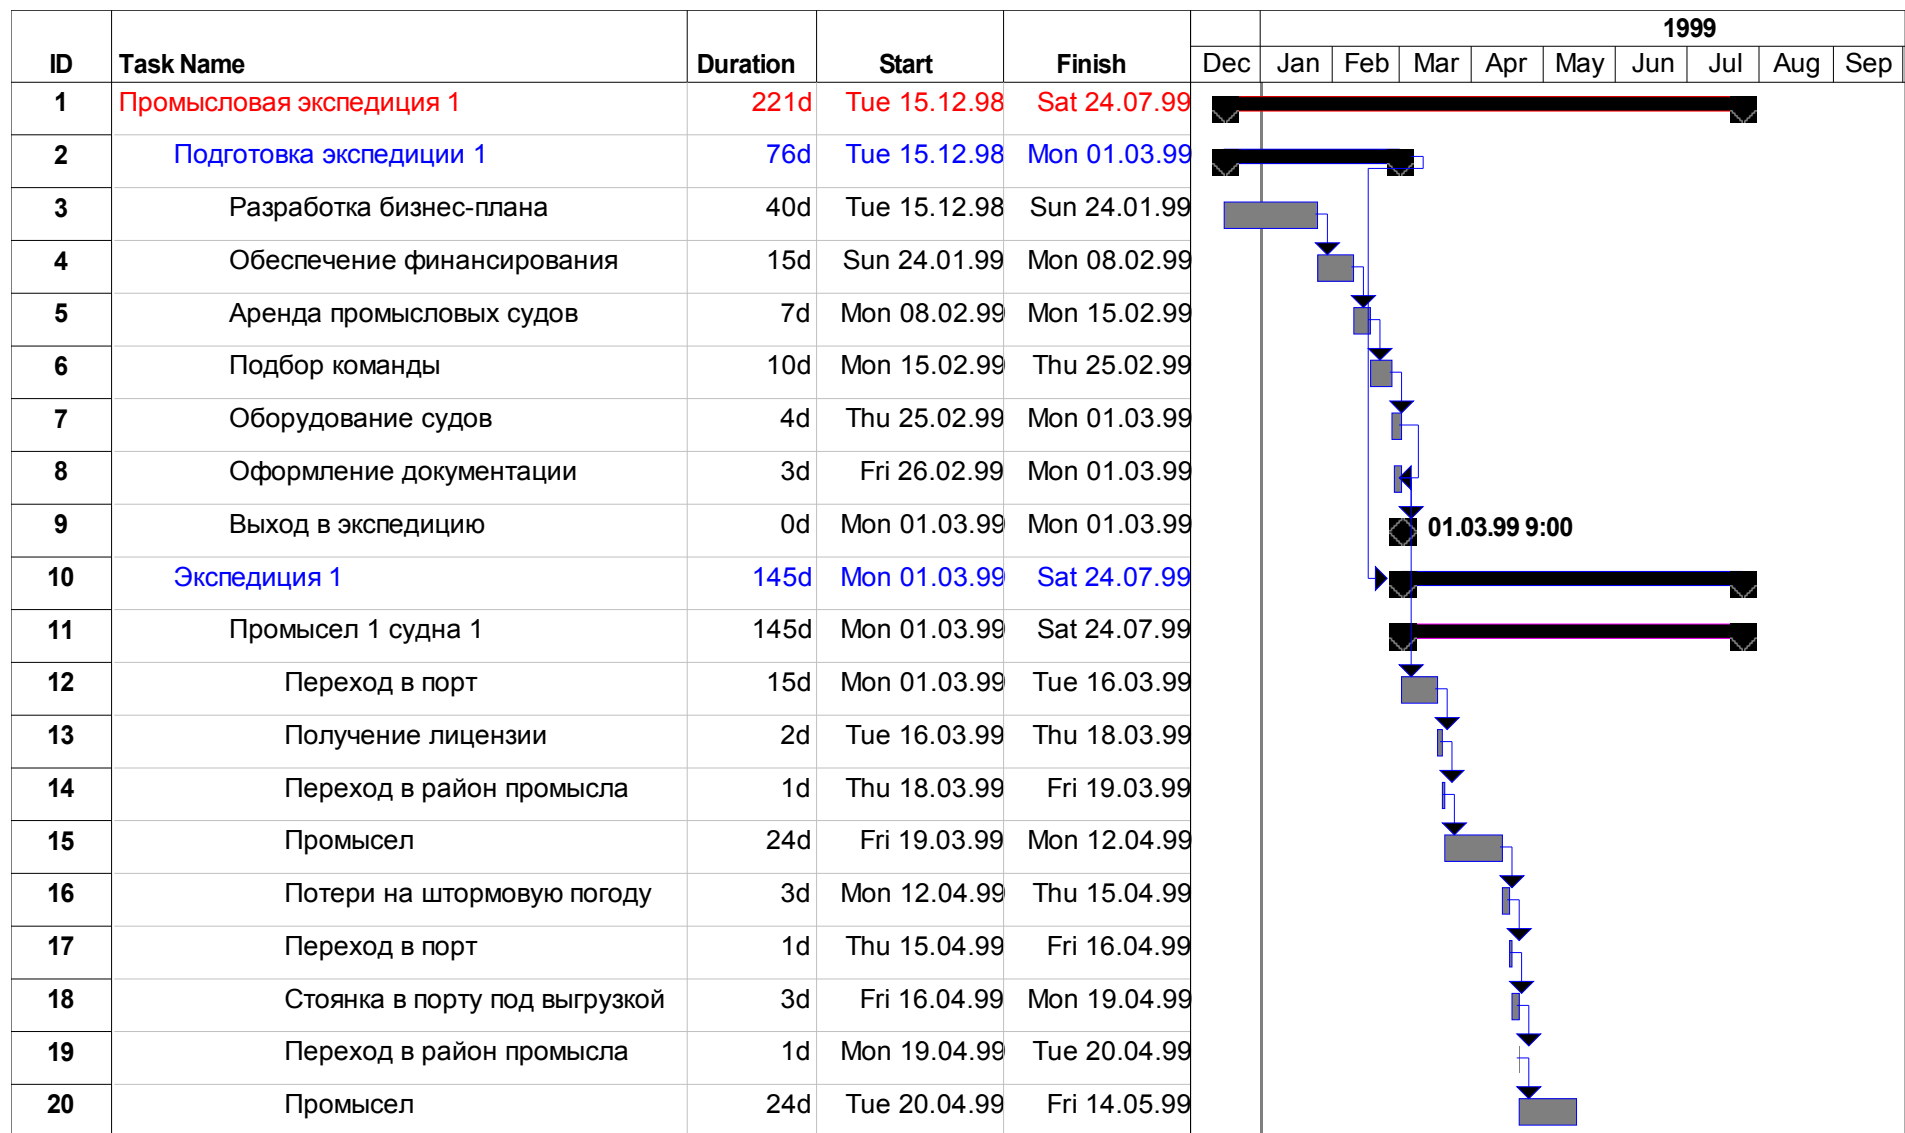 1999
ID Task Name Duration Start Finish Dec Jan Feb Mar Apr May Jun Jul Aug Sep
1 Промысловая экспедиция 1 221d Tue 15.12.98 Sat 24.07.99
2 Подготовка экспедиции 1 76d Tue 15.12.98 Mon 01.03.99
3 Разработка бизнес-плана 40d Tue 15.12.98 Sun 24.01.99
4 Обеспечение финансирования 15d Sun 24.01.99 Mon 08.02.99
5 Аренда промысловых судов 7d Mon 08.02.99 Mon 15.02.99
6 Подбор команды 10d Mon 15.02.99 Thu 25.02.99
7 Оборудование судов 4d Thu 25.02.99 Mon 01.03.99
8 Оформление документации 3d Fri 26.02.99 Mon 01.03.99
9 Выход в экспедицию 0d Mon 01.03.99 Mon 01.03.99 01.03.99 9:00
10 Экспедиция 1 145d Mon 01.03.99 Sat 24.07.99
11 Промысел 1 судна 1 145d Mon 01.03.99 Sat 24.07.99
12 Переход в порт 15d Mon 01.03.99 Tue 16.03.99
13 Получение лицензии 2d Tue 16.03.99 Thu 18.03.99
14 Переход в район промысла 1d Thu 18.03.99 Fri 19.03.99
15 Промысел 24d Fri 19.03.99 Mon 12.04.99
16 Потери на штормовую погоду 3d Mon 12.04.99 Thu 15.04.99
17 Переход в порт 1d Thu 15.04.99 Fri 16.04.99
18 Стоянка в порту под выгрузкой 3d Fri 16.04.99 Mon 19.04.99
19 Переход в район промысла 1d Mon 19.04.99 Tue 20.04.99
20 Промысел 24d Tue 20.04.99 Fri 14.05.99